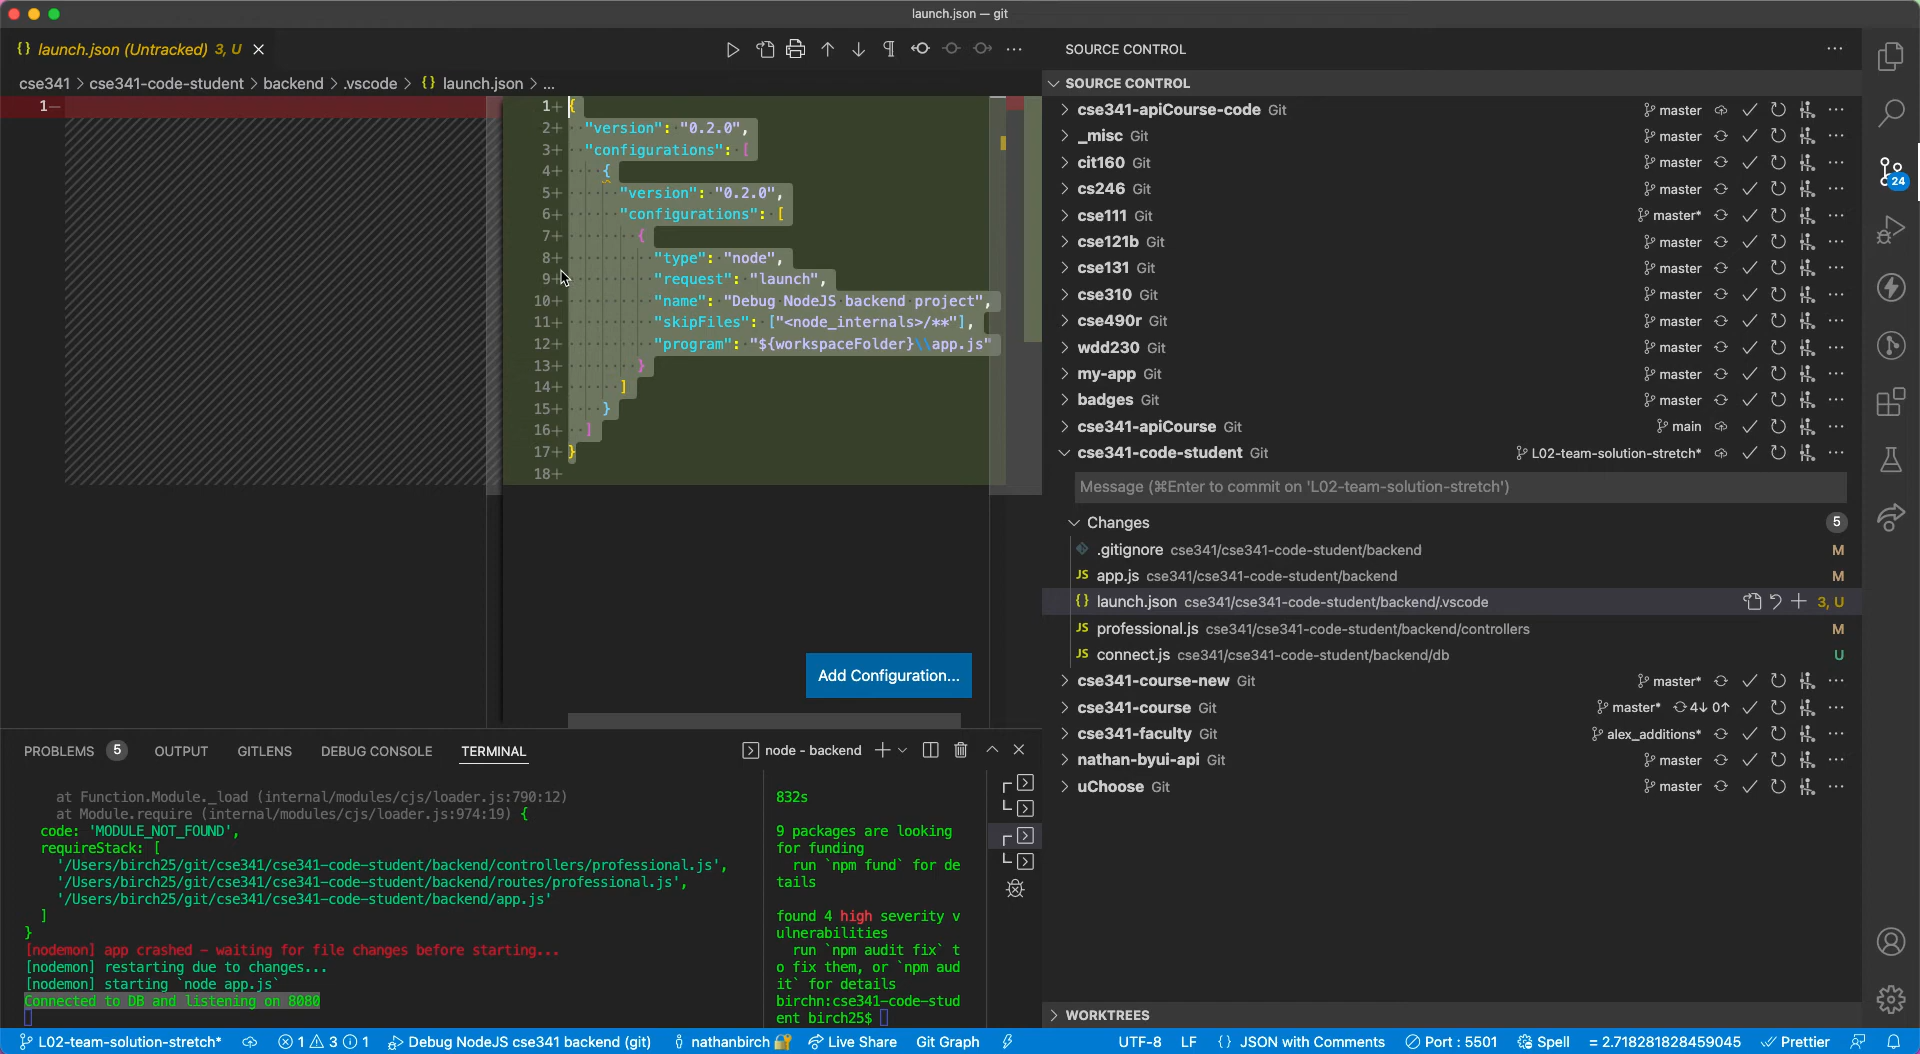 launch.json — git
{} launch.json (Untracked) 3, U
cse341 > cse341-code-student > backend > .vscode > {} launch.json > ...
1—
1+ {
2+ "version": "0.2.0",
3+ "configurations": [
4+ {
5+ "version": "0.2.0",
6+ "configurations": [
7+ {
8+ "type": "node",
9+ "request": "launch",
10+ "name": "Debug NodeJS backend project",
11+ "skipFiles": ["<node_internals>/**"],
12+ "program": "${workspaceFolder}\\app.js"
13+ }
14+ ]
15+ }
16+ ]
17+ }
18+
Add Configuration...
PROBLEMS 5 OUTPUT GITLENS DEBUG CONSOLE TERMINAL
node - backend
at Function.Module._load (internal/modules/cjs/loader.js:790:12)
at Module.require (internal/modules/cjs/loader.js:974:19) {
code: 'MODULE_NOT_FOUND',
requireStack: [
'/Users/birch25/git/cse341/cse341-code-student/backend/controllers/professional.js',
'/Users/birch25/git/cse341/cse341-code-student/backend/routes/professional.js',
'/Users/birch25/git/cse341/cse341-code-student/backend/app.js'
]
}
[nodemon] app crashed - waiting for file changes before starting...
[nodemon] restarting due to changes...
[nodemon] starting `node app.js`
Connected to DB and listening on 8080
832s
9 packages are looking
for funding
run `npm fund` for de
tails
found 4 high severity v
ulnerabilities
run `npm audit fix` t
o fix them, or `npm aud
it` for details
birchn:cse341-code-stud
ent birch25$
SOURCE CONTROL
SOURCE CONTROL
cse341-apiCourse-code Git master
_misc Git master
cit160 Git master
cs246 Git master
cse111 Git master*
cse121b Git master
cse131 Git master
cse310 Git master
cse490r Git master
wdd230 Git master
my-app Git master
badges Git master
cse341-apiCourse Git main
cse341-code-student Git L02-team-solution-stretch*
Message (⌘Enter to commit on 'L02-team-solution-stretch')
Changes 5
.gitignore cse341/cse341-code-student/backend M
JS app.js cse341/cse341-code-student/backend M
{} launch.json cse341/cse341-code-student/backend/.vscode 3, U
JS professional.js cse341/cse341-code-student/backend/controllers M
JS connect.js cse341/cse341-code-student/backend/db U
cse341-course-new Git master*
cse341-course Git master* 4↓ 0↑
cse341-faculty Git alex_additions*
nathan-byui-api Git master
uChoose Git master
WORKTREES
24
L02-team-solution-stretch* 1 3 1 Debug NodeJS cse341 backend (git) nathanbirch Live Share Git Graph UTF-8 LF {} JSON with Comments Port : 5501 Spell = 2.718281828459045 Prettier